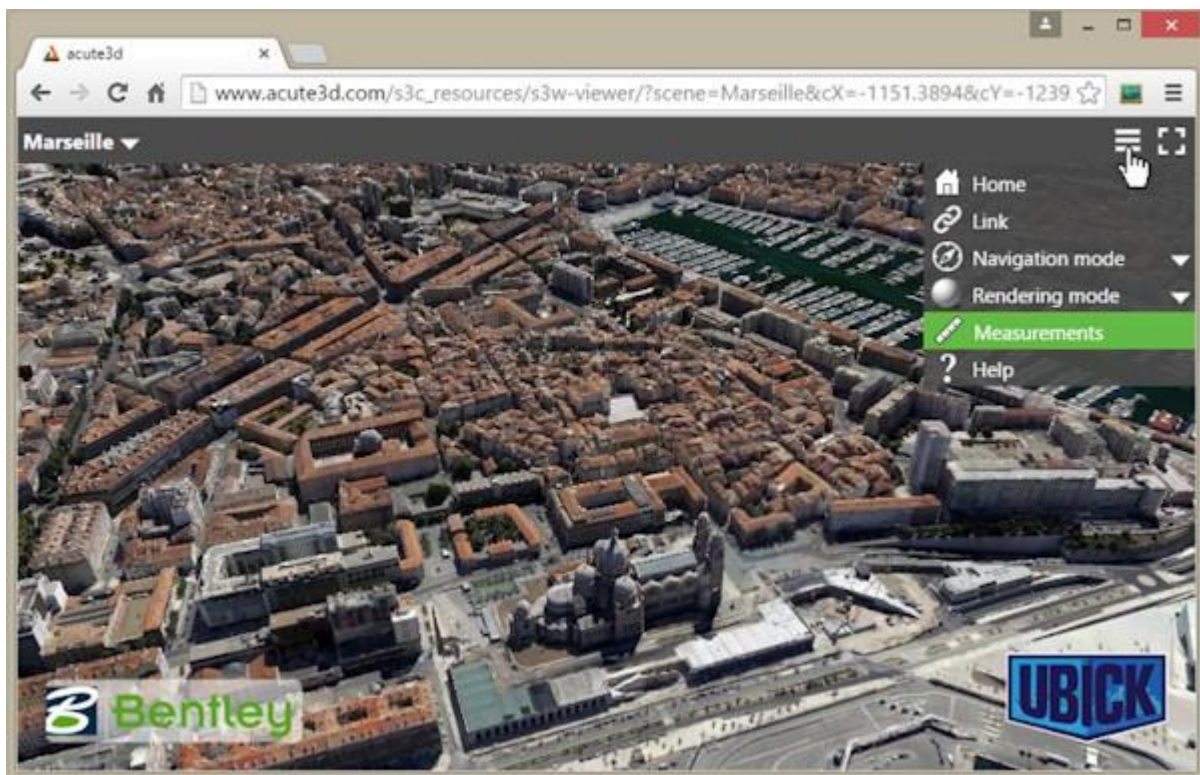 acute3d
www.acute3d.com/s3c_resources/s3w-viewer/?scene=Marseille&cX=-1151.3894&cY=-1239
Marseille
Home
Link
Navigation mode
Rendering mode
Measurements
? Help
B Bentley
UBICK